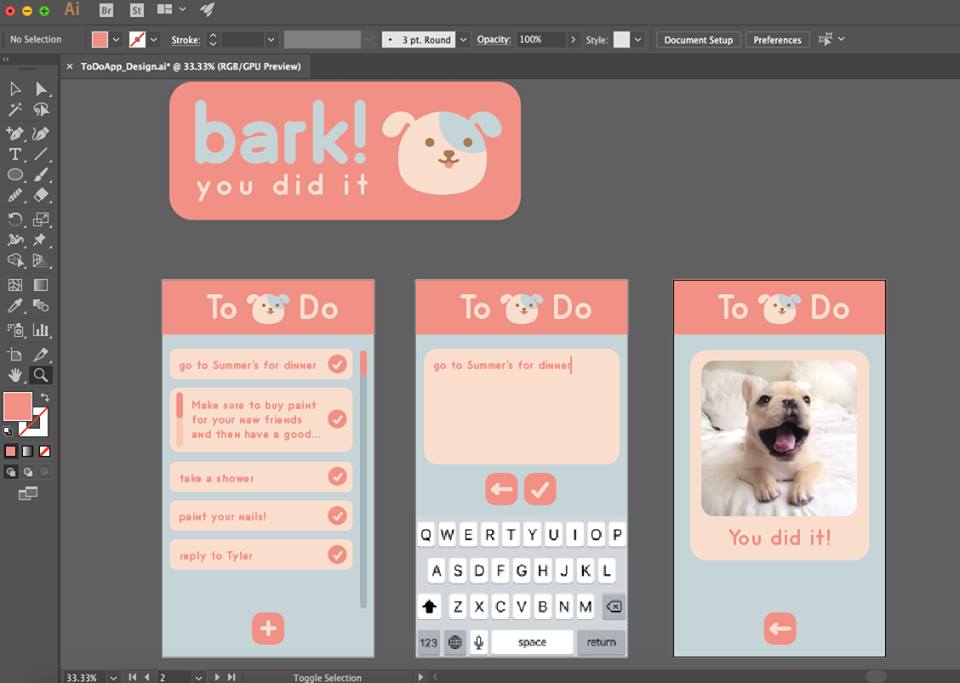 Ai Br St
No Selection Stroke: 3 pt. Round Opacity: 100% Style: Document Setup Preferences
× ToDoApp_Design.ai* @ 33.33% (RGB/GPU Preview)
bark!
you did it
To Do
go to Summer's for dinner
Make sure to buy paint
for your new friends
and then have a good...
take a shower
paint your nails!
reply to Tyler
+
To Do
go to Summer's for dinner
Q W E R T Y U I O P
A S D F G H J K L
Z X C V B N M
123 space return
To Do
You did it!
33.33% 2 Toggle Selection